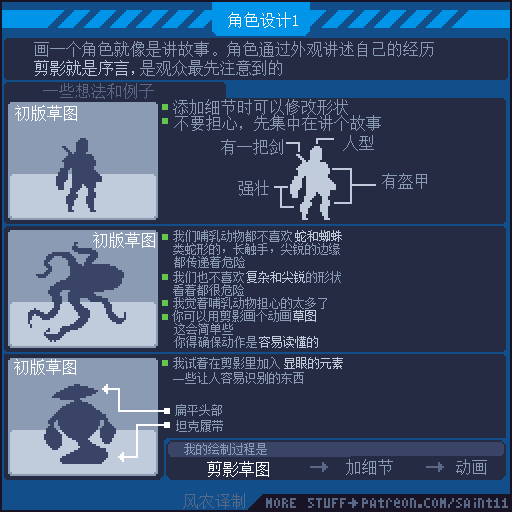 角色设计1
画一个角色就像是讲故事。角色通过外观讲述自己的经历
剪影就是序言,是观众最先注意到的
一些想法和例子
初版草图
添加细节时可以修改形状
不要担心，先集中在讲个故事
有一把剑
人型
强壮
有盔甲
初版草图
我们哺乳动物都不喜欢 蛇和蜘蛛
类蛇形的，长触手，尖锐的边缘
都传递着危险
我们也不喜欢复杂和尖锐的形状
看着都很危险
我觉着哺乳动物担心的太多了
你可以用剪影画个动画草图
这会简单些
你得确保动作是容易读懂的
初版草图
我试着在剪影里加入 显眼的元素
一些让人容易识别的东西
扁平头部
坦克履带
我的绘制过程是
剪影草图
加细节
动画
风农译制
MORE STUFF→PATREON.COM/SAINT11